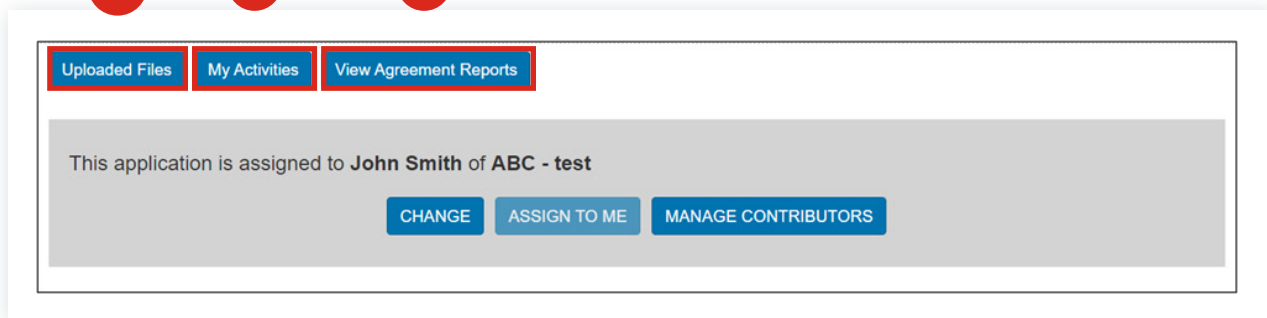 Uploaded Files My Activities View Agreement Reports
This application is assigned to John Smith of ABC - test
CHANGE ASSIGN TO ME MANAGE CONTRIBUTORS